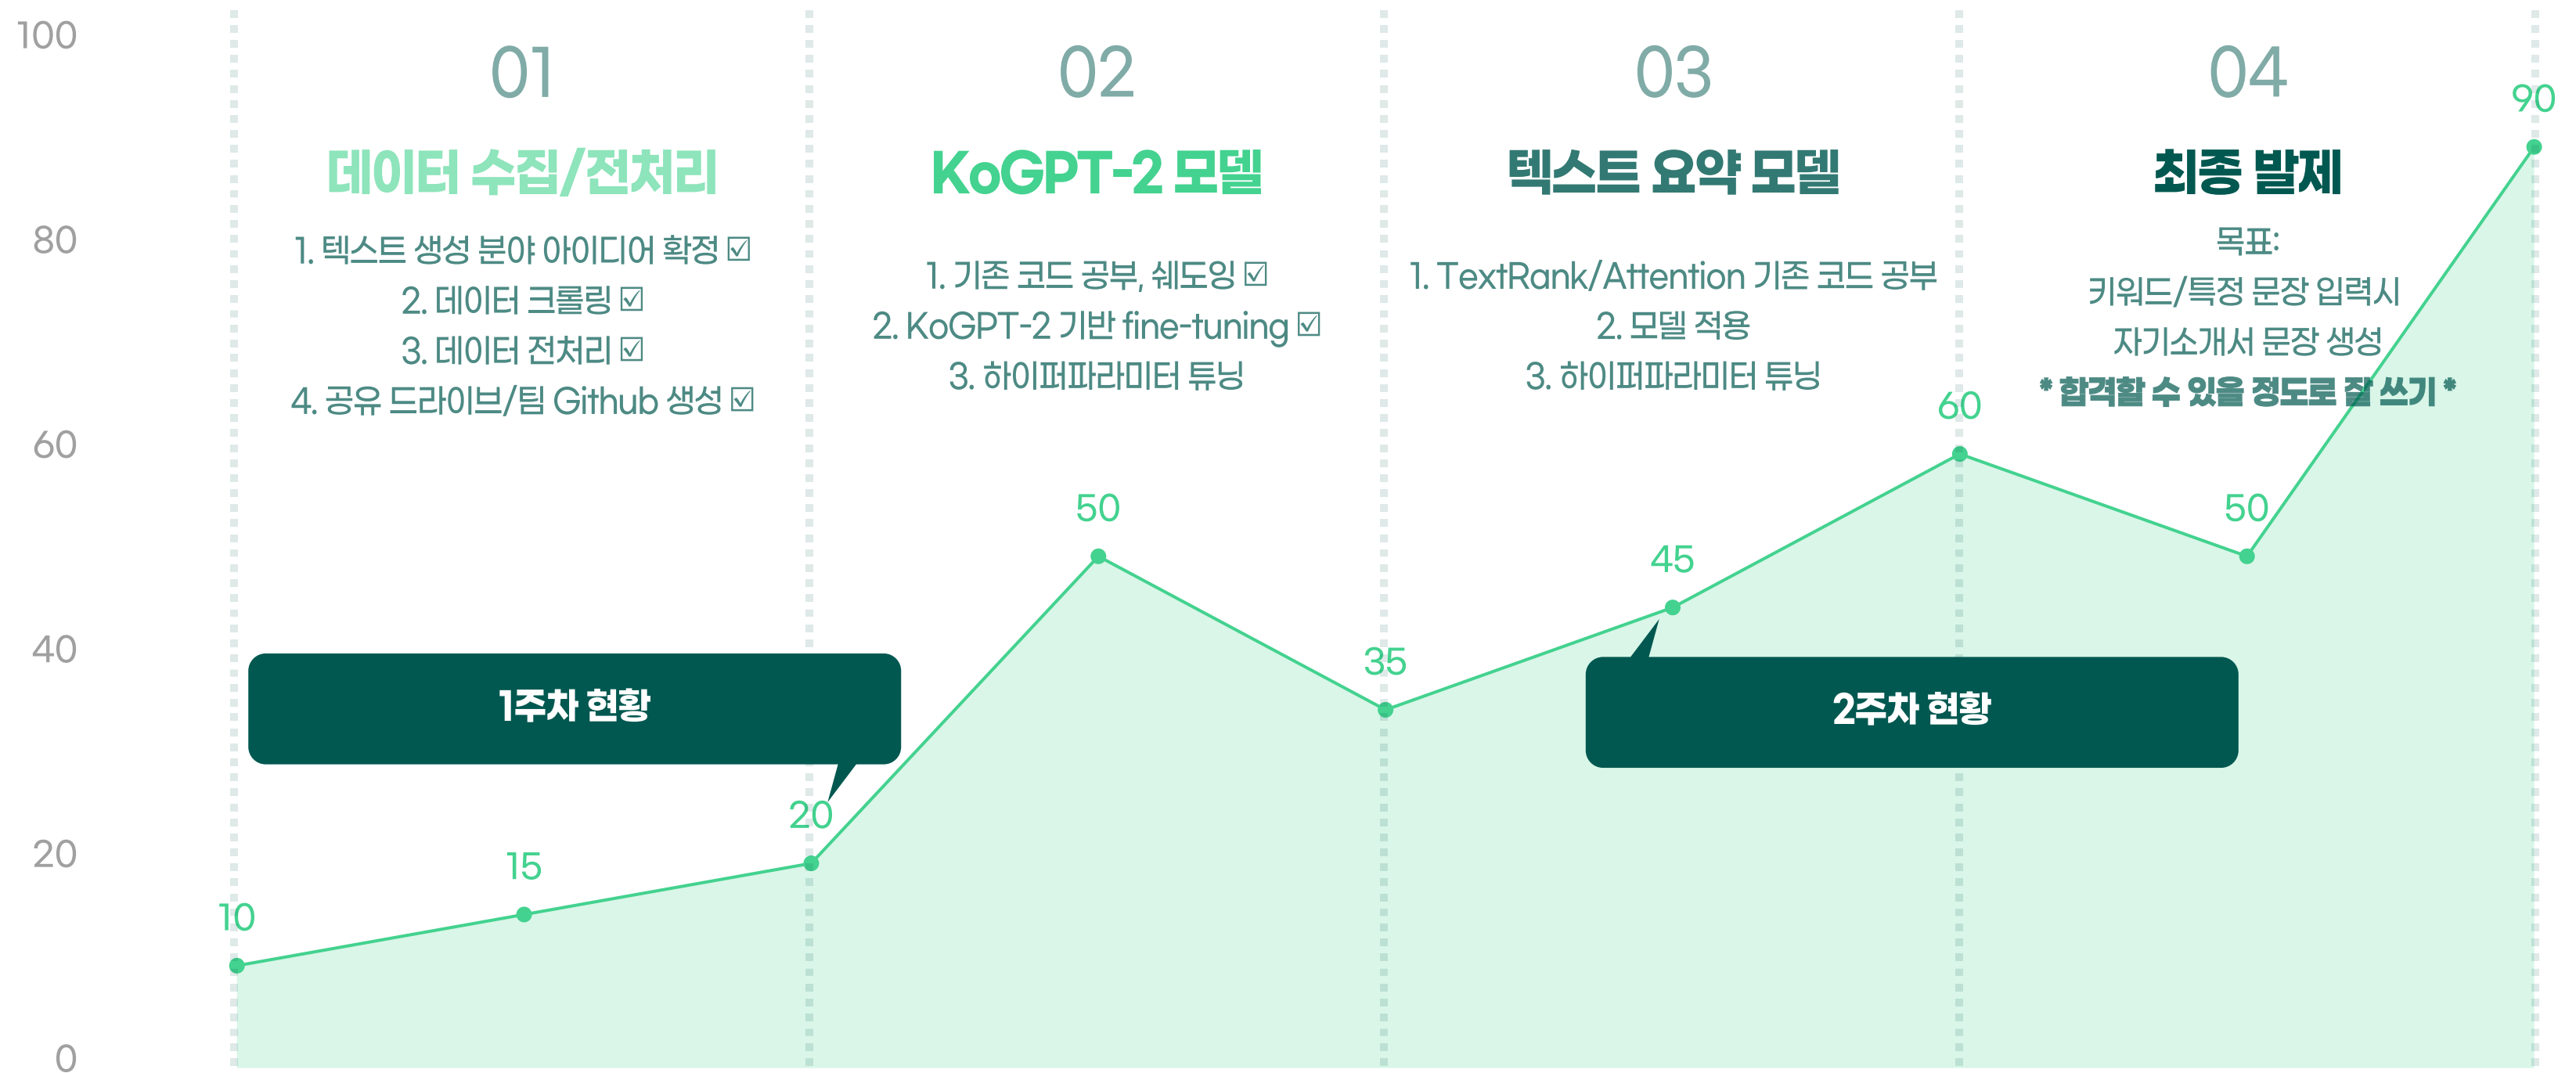 100
80
60
40
20
0
01
데이터 수집/전처리
1. 텍스트 생성 분야 아이디어 확정 ☑
2. 데이터 크롤링 ☑
3. 데이터 전처리 ☑
4. 공유 드라이브/팀 Github 생성 ☑
02
KoGPT-2 모델
1. 기존 코드 공부, 쉐도잉 ☑
2. KoGPT-2 기반 fine-tuning ☑
3. 하이퍼파라미터 튜닝
03
텍스트 요약 모델
1. TextRank/Attention 기존 코드 공부
2. 모델 적용
3. 하이퍼파라미터 튜닝
04
최종 발제
목표:
키워드/특정 문장 입력시
자기소개서 문장 생성
* 합격할 수 있을 정도로 잘 쓰기 *
10
15
20
50
35
45
60
50
90
1주차 현황
2주차 현황